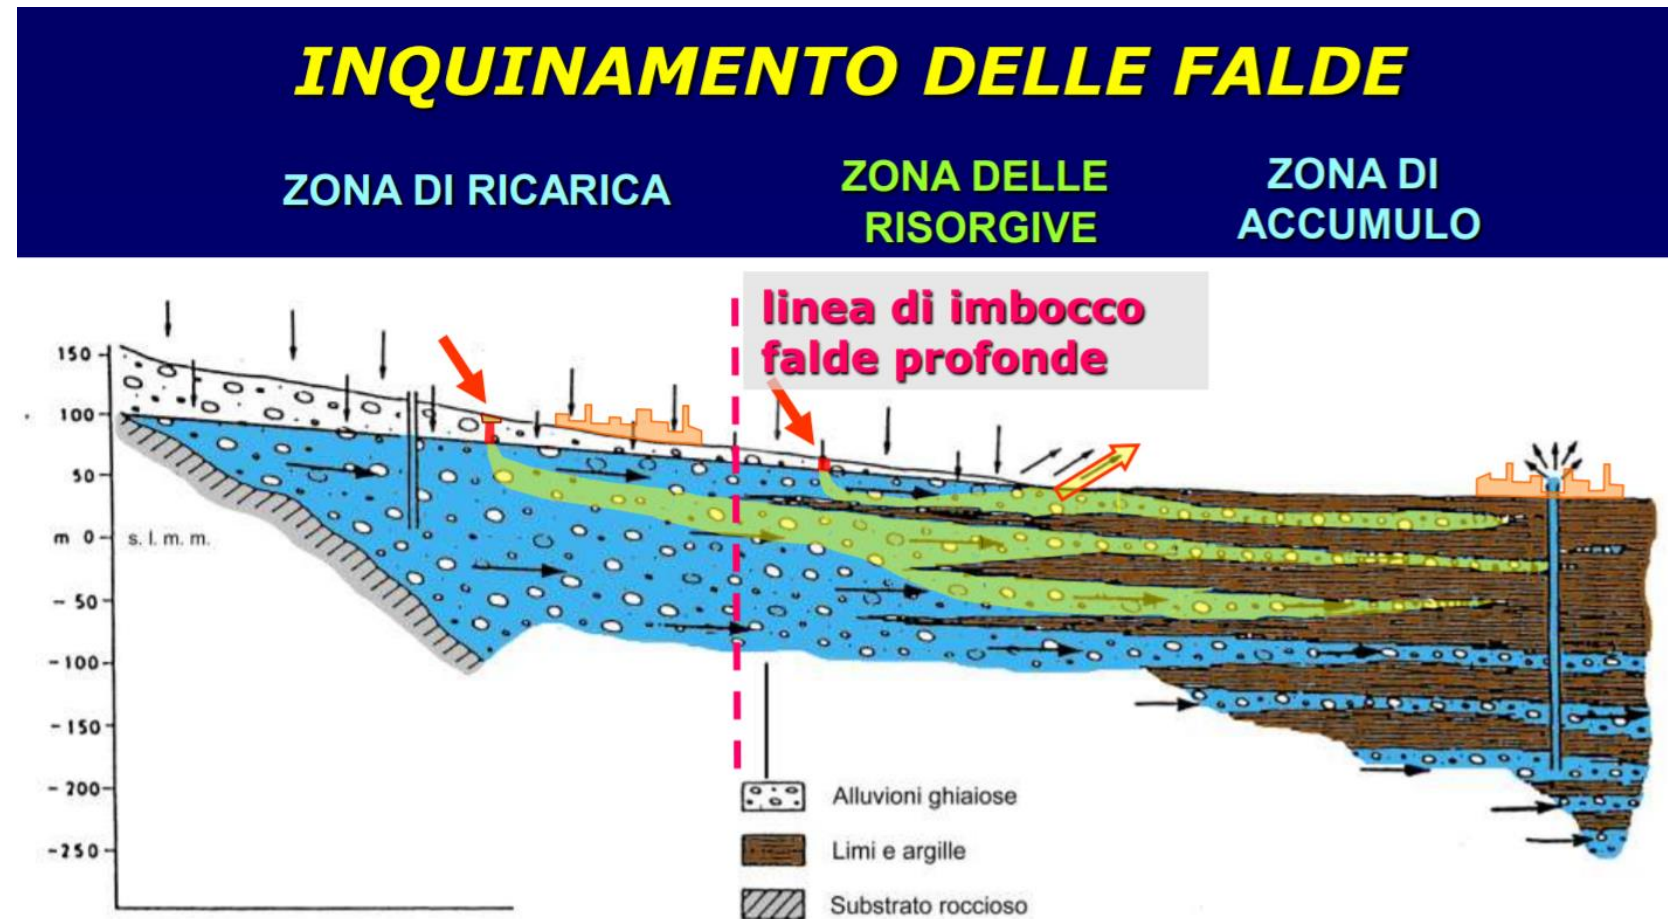 INQUINAMENTO DELLE FALDE
ZONA DI RICARICA
ZONA DELLE
RISORGIVE
ZONA DI
ACCUMULO
linea di imbocco
falde profonde
150
100
50
m 0
s. l. m. m.
- 50
-100
-150
-200
-250
Alluvioni ghiaiose
Limi e argille
Substrato roccioso